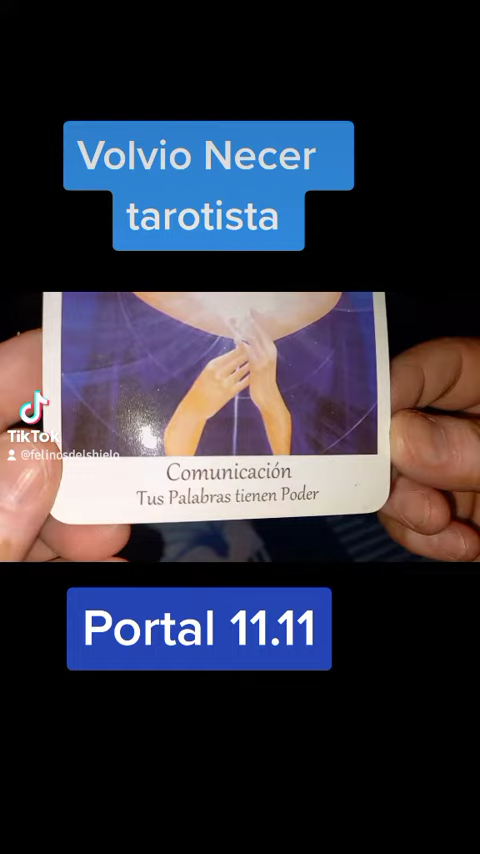 Volvio Necer
tarotista
TikTok
@felinosdelshielo
Comunicación
Tus Palabras tienen Poder
Portal 11.11